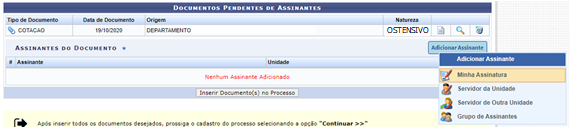 DOCUMENTOS PENDENTES DE ASSINANTES
Tipo de Documento Data de Documento Origem Natureza
COTACAO 19/10/2020 DEPARTAMENTO OSTENSIVO
ASSINANTES DO DOCUMENTO Adicionar Assinante
# Assinante Unidade
Nenhum Assinante Adicionado
Inserir Documento(s) no Processo
Adicionar Assinante
Minha Assinatura
Servidor da Unidade
Servidor de Outra Unidade
Grupo de Assinantes
Após inserir todos os documentos desejados, prossiga o cadastro do processo selecionando a opção "Continuar >>"